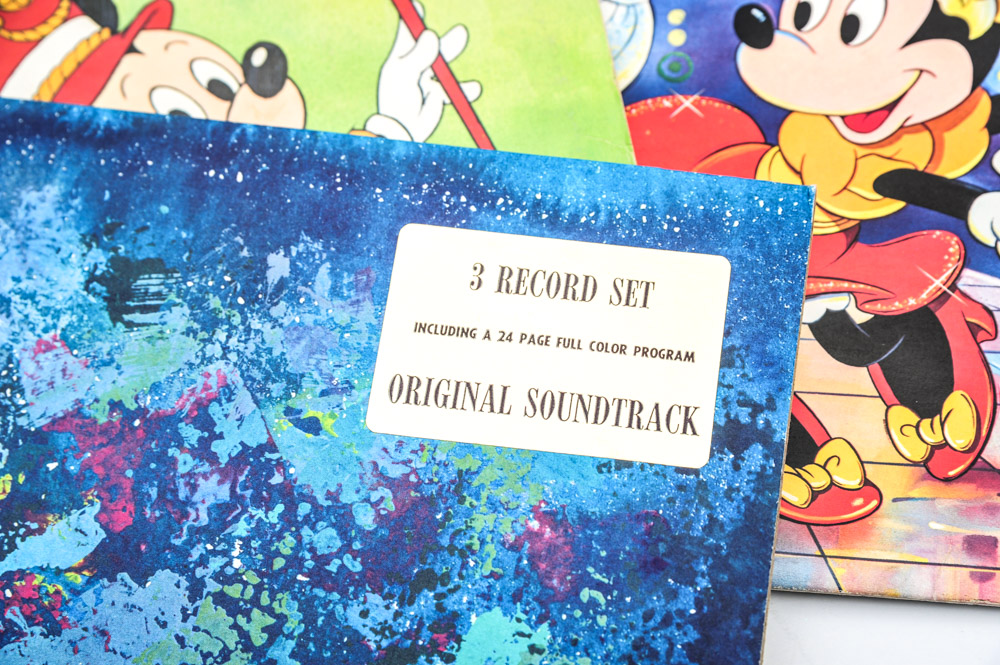 3 RECORD SET
INCLUDING A 24 PAGE FULL COLOR PROGRAM
ORIGINAL SOUNDTRACK